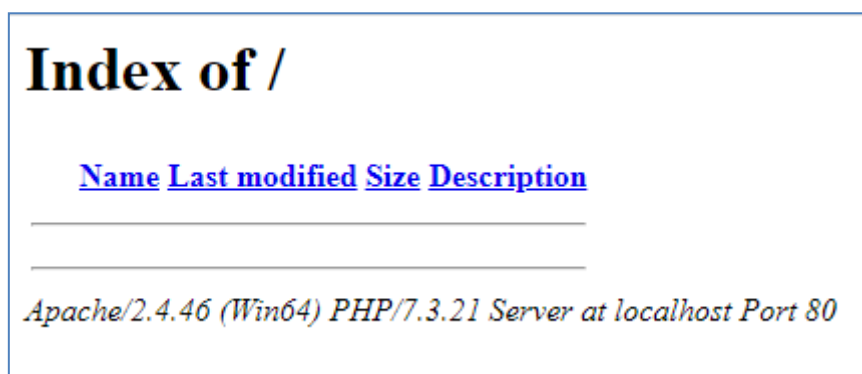 Index of /
Name Last modified Size Description
Apache/2.4.46 (Win64) PHP/7.3.21 Server at localhost Port 80